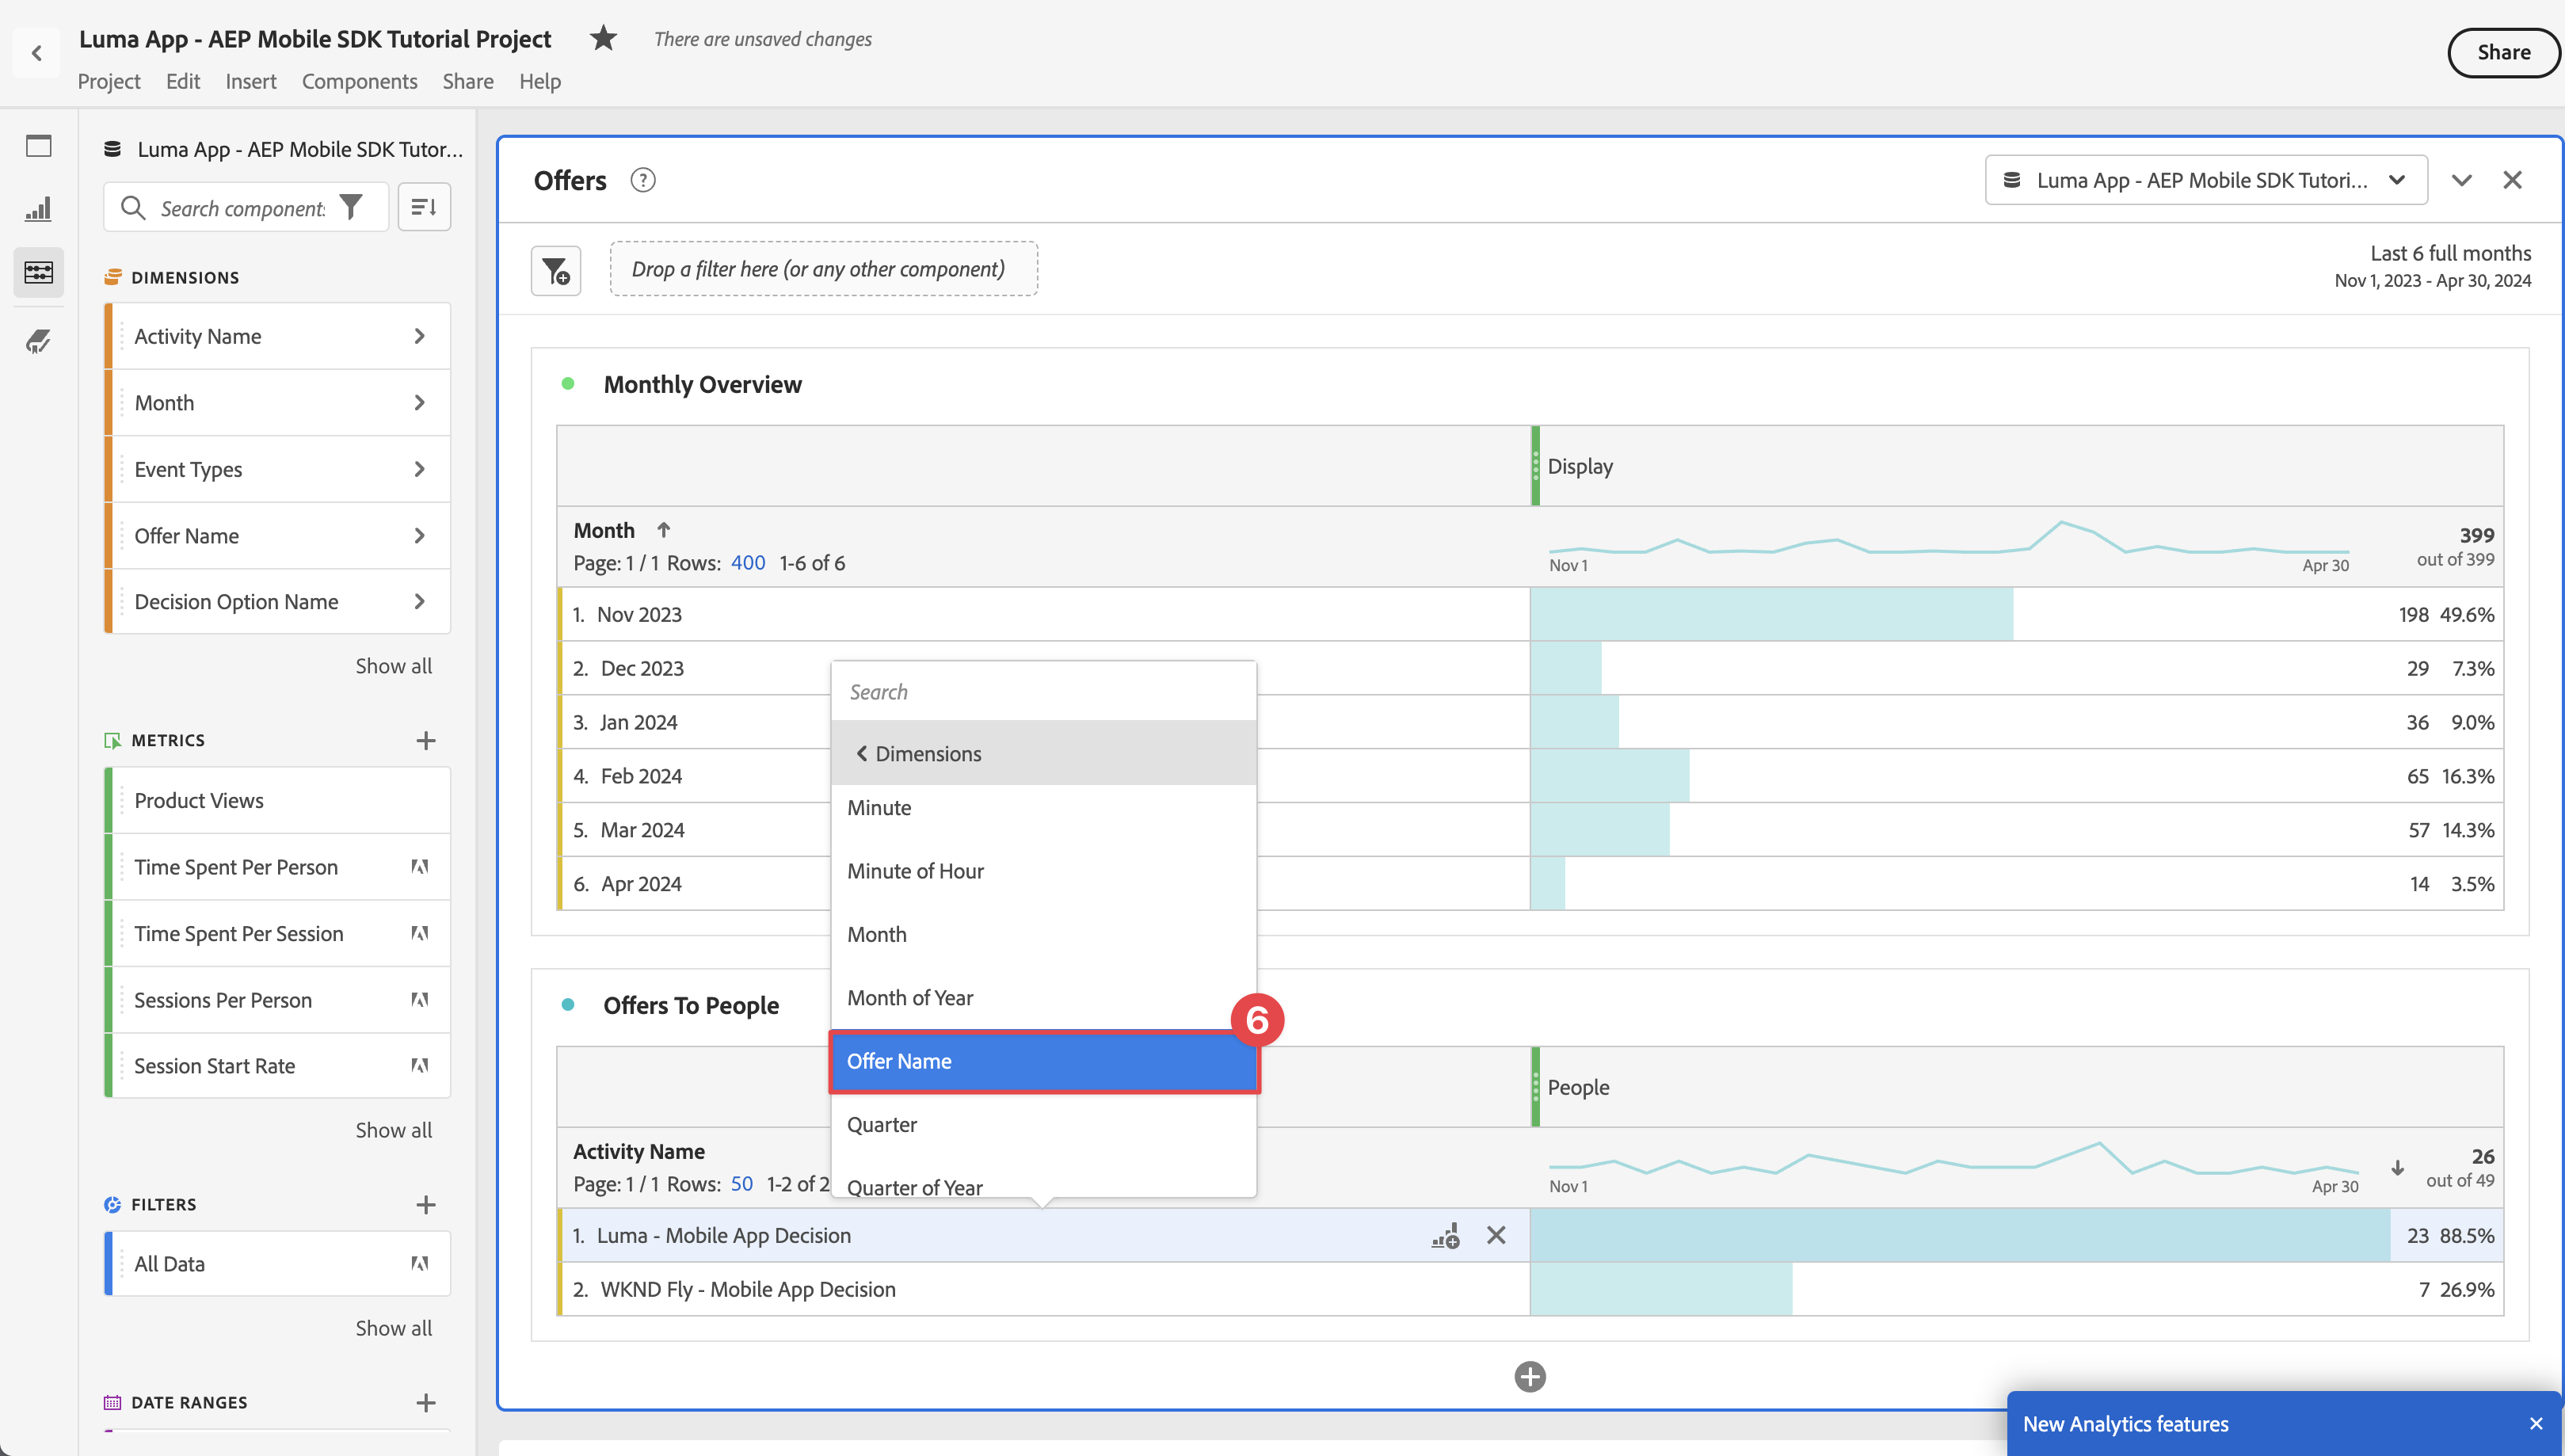 Luma App - AEP Mobile SDK Tutorial Project
There are unsaved changes
Share
Project Edit Insert Components Share Help
Luma App - AEP Mobile SDK Tutor...
Search component
DIMENSIONS
Activity Name
Month
Event Types
Offer Name
Decision Option Name
Show all
METRICS
Product Views
Time Spent Per Person
Time Spent Per Session
Sessions Per Person
Session Start Rate
Show all
FILTERS
All Data
Show all
DATE RANGES
Offers ?
Luma App - AEP Mobile SDK Tutori...
Drop a filter here (or any other component)
Last 6 full months
Nov 1, 2023 - Apr 30, 2024
Monthly Overview
Display
Month
Page: 1 / 1 Rows: 400 1-6 of 6
Nov 1 Apr 30
399
out of 399
1. Nov 2023 198 49.6%
2. Dec 2023 29 7.3%
3. Jan 2024 36 9.0%
4. Feb 2024 65 16.3%
5. Mar 2024 57 14.3%
6. Apr 2024 14 3.5%
Search
Dimensions
Minute
Minute of Hour
Month
Month of Year
6
Offer Name
Quarter
Quarter of Year
Offers To People
People
Activity Name
Page: 1 / 1 Rows: 50 1-2 of 2
Nov 1 Apr 30
26
out of 49
1. Luma - Mobile App Decision 23 88.5%
2. WKND Fly - Mobile App Decision 7 26.9%
New Analytics features